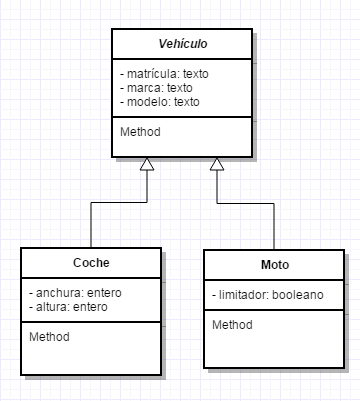 Vehículo
- matrícula: texto
- marca: texto
- modelo: texto
Method
Coche
- anchura: entero
- altura: entero
Method
Moto
- limitador: booleano
Method